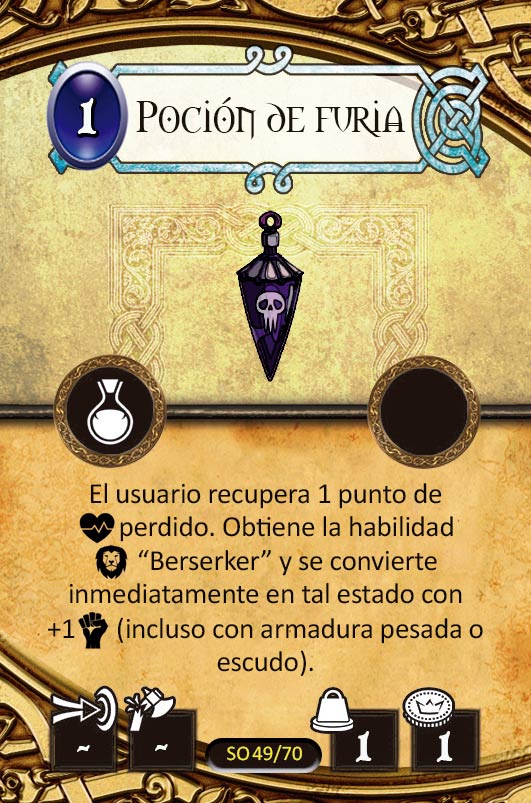 1
POCIÓN DE FURIA
El usuario recupera 1 punto de
perdido. Obtiene la habilidad
“Berserker” y se convierte
inmediatamente en tal estado con
+1 (incluso con armadura pesada o
escudo).
~ ~ SO 49/70 1 1